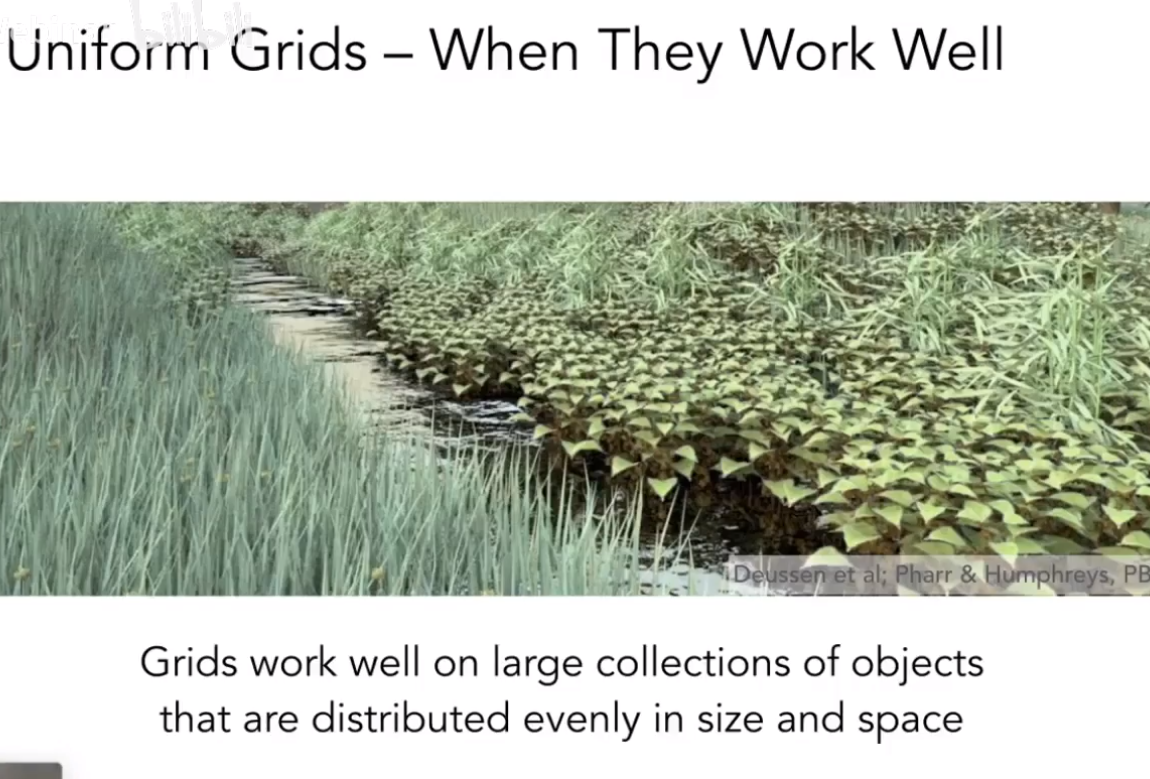 Uniform Grids – When They Work Well
Deussen et al; Pharr & Humphreys, PB
Grids work well on large collections of objects
that are distributed evenly in size and space